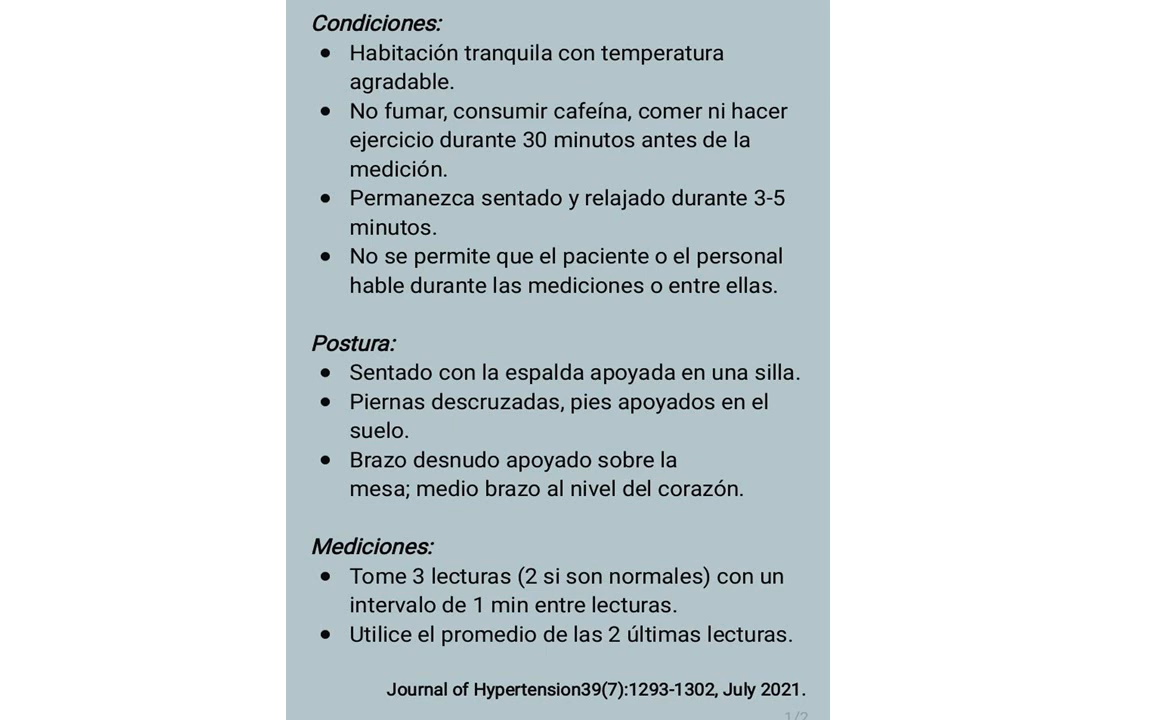 Condiciones:
● Habitación tranquila con temperatura
agradable.
● No fumar, consumir cafeína, comer ni hacer
ejercicio durante 30 minutos antes de la
medición.
● Permanezca sentado y relajado durante 3-5
minutos.
● No se permite que el paciente o el personal
hable durante las mediciones o entre ellas.
Postura:
● Sentado con la espalda apoyada en una silla.
● Piernas descruzadas, pies apoyados en el
suelo.
● Brazo desnudo apoyado sobre la
mesa; medio brazo al nivel del corazón.
Mediciones:
● Tome 3 lecturas (2 si son normales) con un
intervalo de 1 min entre lecturas.
● Utilice el promedio de las 2 últimas lecturas.
Journal of Hypertension39(7):1293-1302, July 2021.
1/2